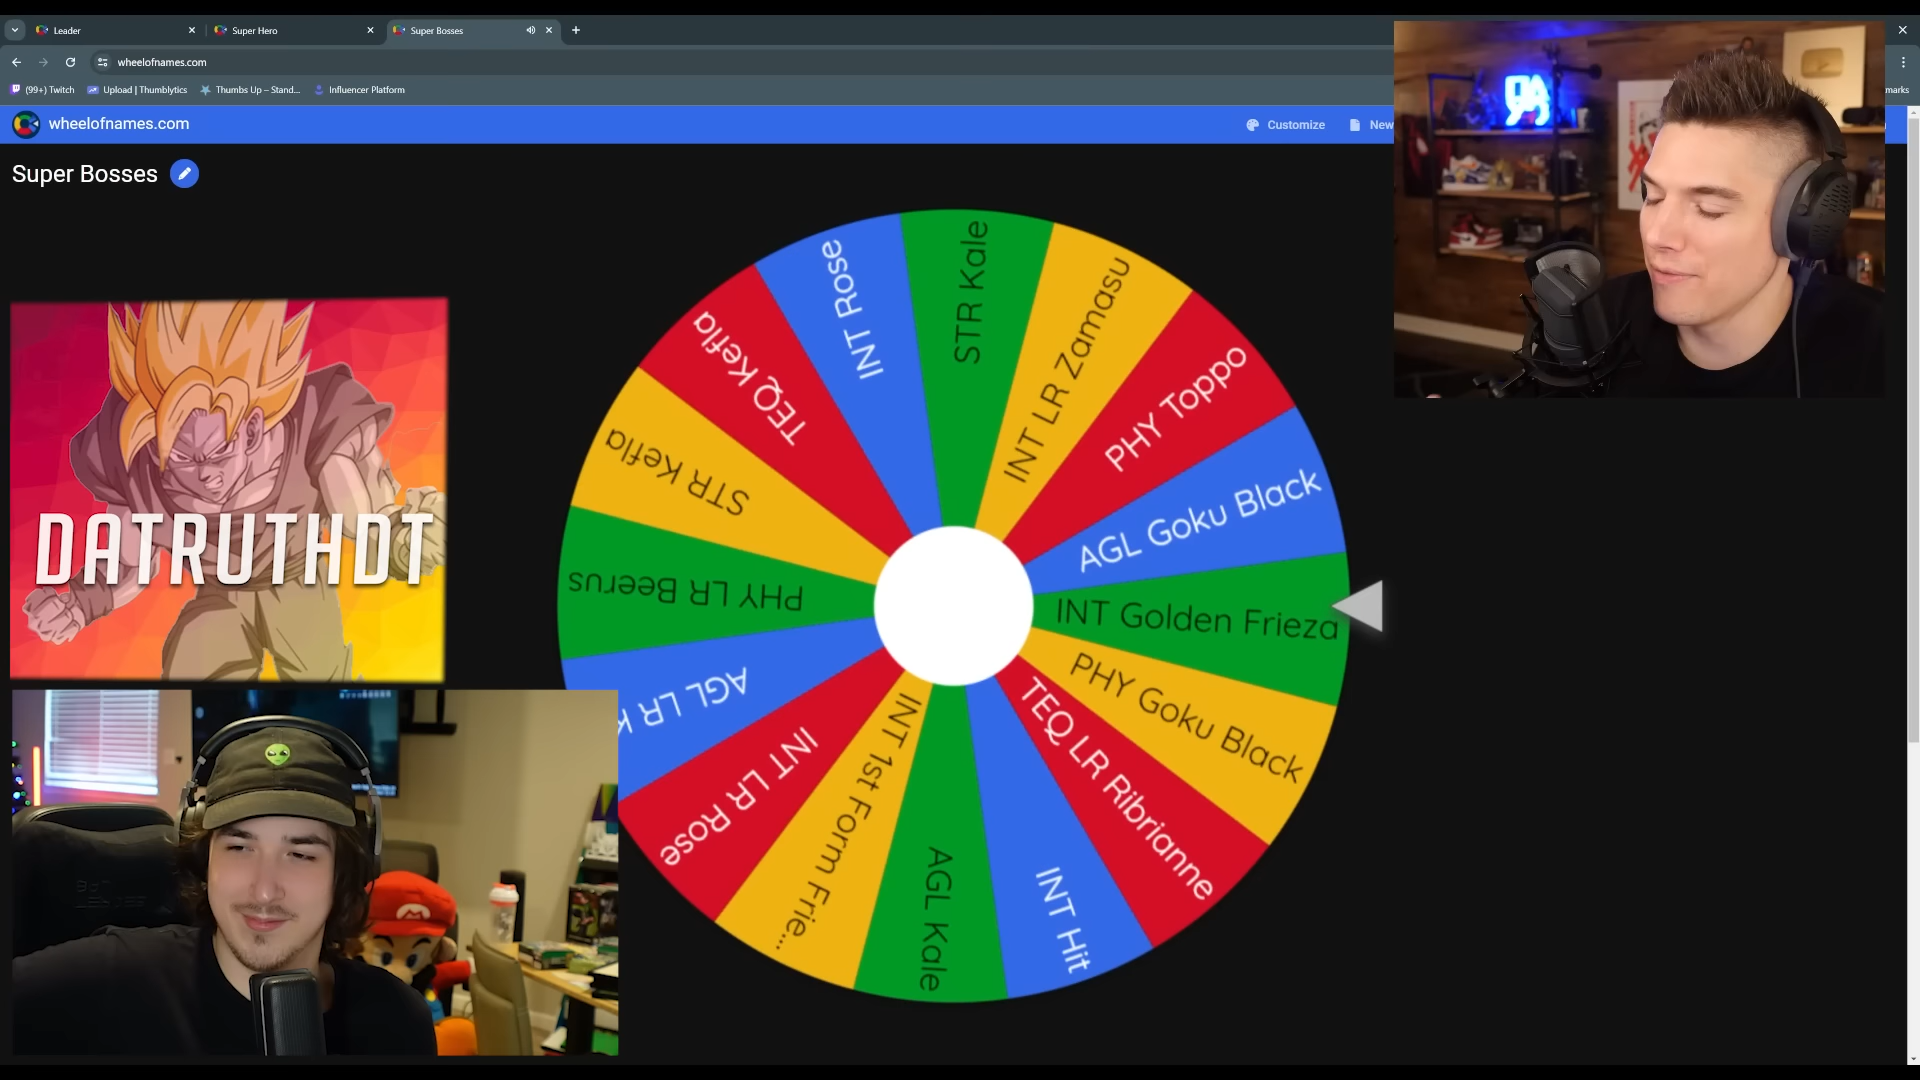 Leader
Super Hero
Super Bosses
wheelofnames.com
(99+) Twitch
Upload | Thumblytics
Thumbs Up – Stand...
Influencer Platform
marks
wheelofnames.com
Customize
New
Super Bosses
INT Rose
STR Kale
INT LR Zamasu
PHY Toppo
AGL Goku Black
INT Golden Frieza
PHY Goku Black
TEQ LR Ribrianne
INT Hit
AGL Kale
INT 1st Form Frie...
INT LR Rose
AGL LR K
PHY LR Beerus
STR Kefla
TEQ Kefla
DATRUTHDT